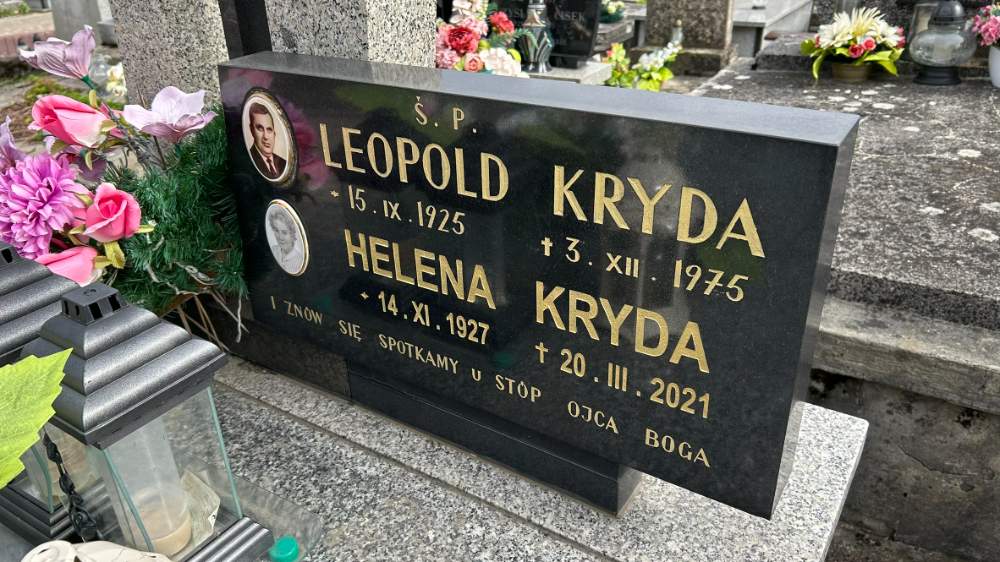 Ś. P.
LEOPOLD KRYDA
* 15. IX. 1925 † 3. XII. 1975
HELENA KRYDA
* 14. XI. 1927 † 20. III. 2021
I ZNÓW SIĘ SPOTKAMY U STÓP OJCA BOGA